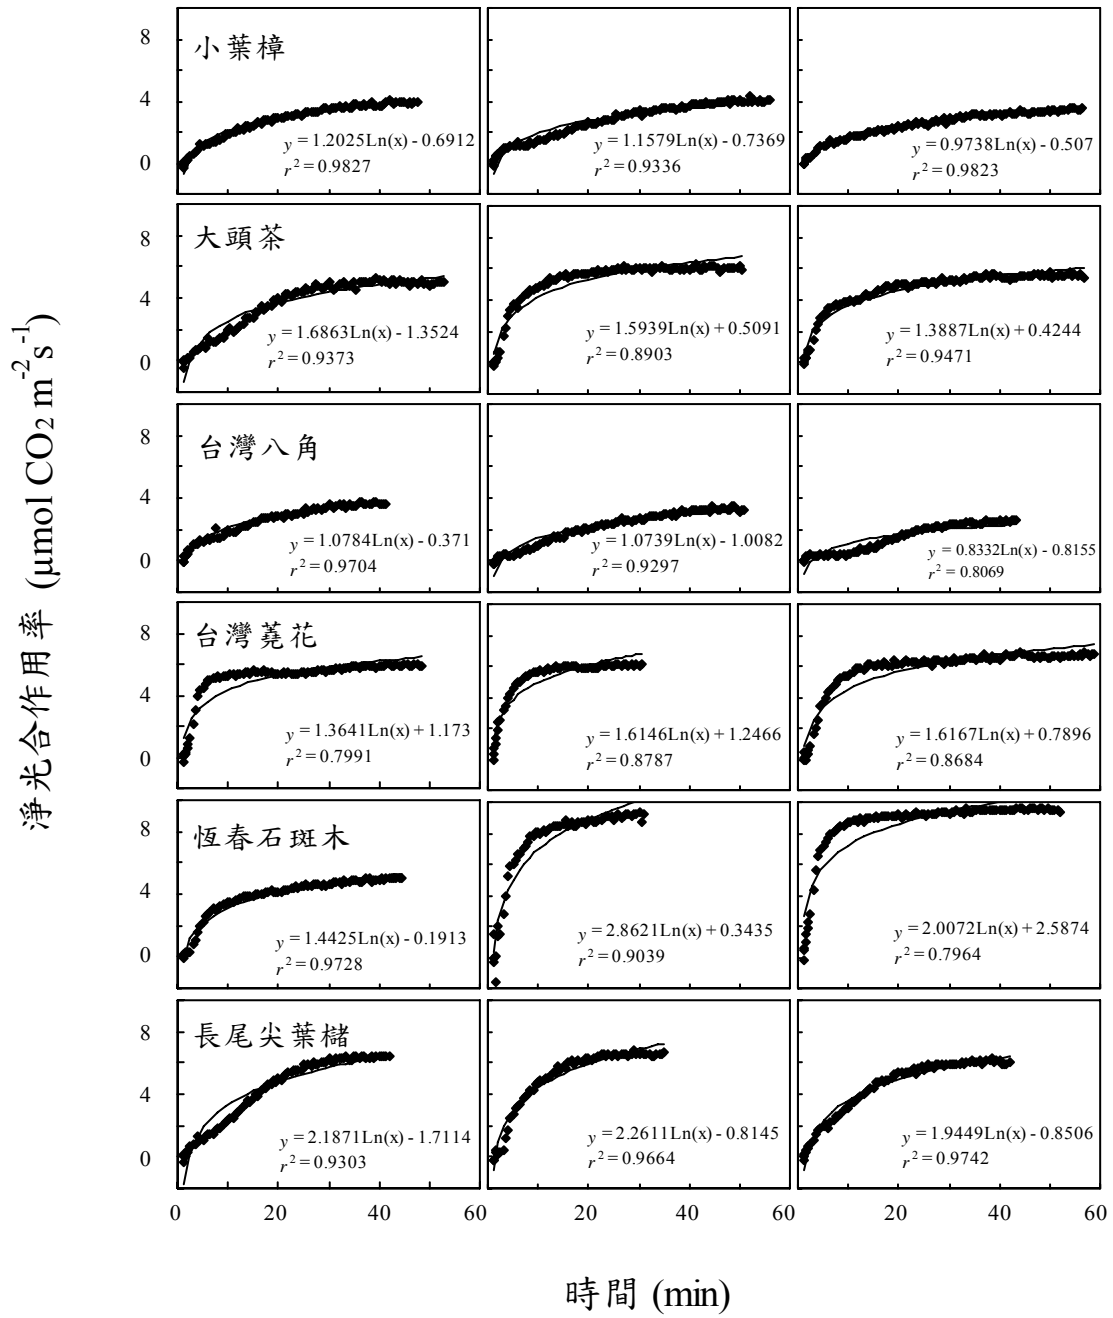 淨光合作用率 (μmol CO2 m-2 s-1)
8
4
0
小葉樟
y = 1.2025Ln(x) - 0.6912
r2 = 0.9827
y = 1.1579Ln(x) - 0.7369
r2 = 0.9336
y = 0.9738Ln(x) - 0.507
r2 = 0.9823
8
4
0
大頭茶
y = 1.6863Ln(x) - 1.3524
r2 = 0.9373
y = 1.5939Ln(x) + 0.5091
r2 = 0.8903
y = 1.3887Ln(x) + 0.4244
r2 = 0.9471
8
4
0
台灣八角
y = 1.0784Ln(x) - 0.371
r2 = 0.9704
y = 1.0739Ln(x) - 1.0082
r2 = 0.9297
y = 0.8332Ln(x) - 0.8155
r2 = 0.8069
8
4
0
台灣蕘花
y = 1.3641Ln(x) + 1.173
r2 = 0.7991
y = 1.6146Ln(x) + 1.2466
r2 = 0.8787
y = 1.6167Ln(x) + 0.7896
r2 = 0.8684
8
4
0
恆春石斑木
y = 1.4425Ln(x) - 0.1913
r2 = 0.9728
y = 2.8621Ln(x) + 0.3435
r2 = 0.9039
y = 2.0072Ln(x) + 2.5874
r2 = 0.7964
8
4
0
長尾尖葉櫧
y = 2.1871Ln(x) - 1.7114
r2 = 0.9303
y = 2.2611Ln(x) - 0.8145
r2 = 0.9664
y = 1.9449Ln(x) - 0.8506
r2 = 0.9742
0 20 40 60 20 40 60 20 40 60
時間 (min)